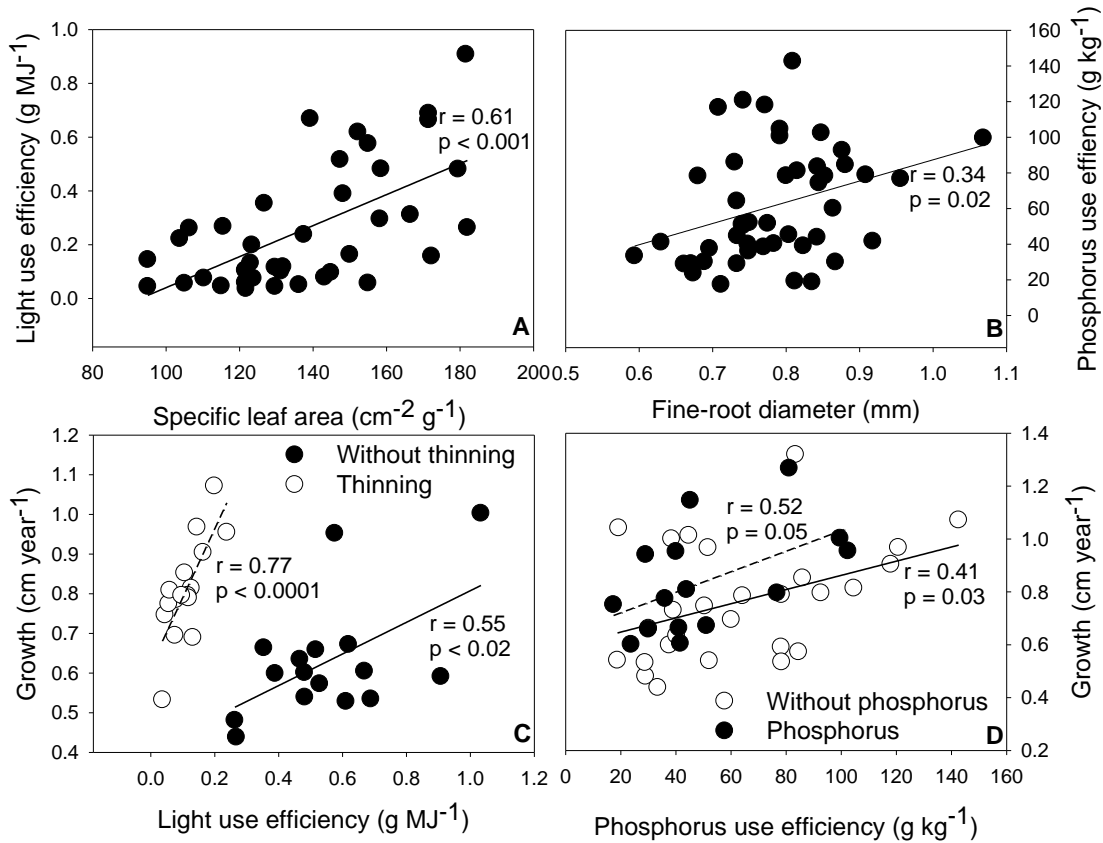 Light use efficiency (g MJ-1)
1.0
0.8
0.6
0.4
0.2
0.0
r = 0.61
p < 0.001
A
80 100 120 140 160 180 200
Specific leaf area (cm-2 g-1)
Phosphorus use effiency (g kg-1)
160
140
120
100
80
60
40
20
0
r = 0.34
p = 0.02
B
0.5 0.6 0.7 0.8 0.9 1.0 1.1
Fine-root diameter (mm)
Growth (cm year-1)
1.2
1.1
1.0
0.9
0.8
0.7
0.6
0.5
0.4
Without thinning
Thinning
r = 0.77
p < 0.0001
r = 0.55
p < 0.02
C
0.0 0.2 0.4 0.6 0.8 1.0 1.2
Light use efficiency (g MJ-1)
Growth (cm year-1)
1.4
1.2
1.0
0.8
0.6
0.4
0.2
r = 0.52
p = 0.05
r = 0.41
p = 0.03
Without phosphorus
Phosphorus
D
0 20 40 60 80 100 120 140 160
Phosphorus use efficiency (g kg-1)